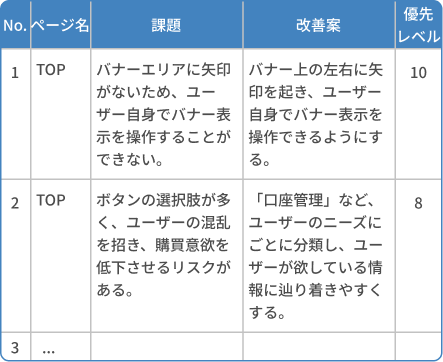 No. ページ名 課題 改善案 優先レベル
1 TOP バナーエリアに矢印 バナー上の左右に矢 10
がないため、ユー 印を起き、ユーザー
ザー自身でバナー表 自身でバナー表示を
示を操作することが 操作できるようにす
できない。 る。
2 TOP ボタンの選択肢が多 「口座管理」など、 8
く、ユーザーの混乱 ユーザーのニーズに
を招き、購買意欲を ごとに分類し、ユー
低下させるリスクが ザーが欲している情
ある。 報に辿り着きやすく
する。
3 ...